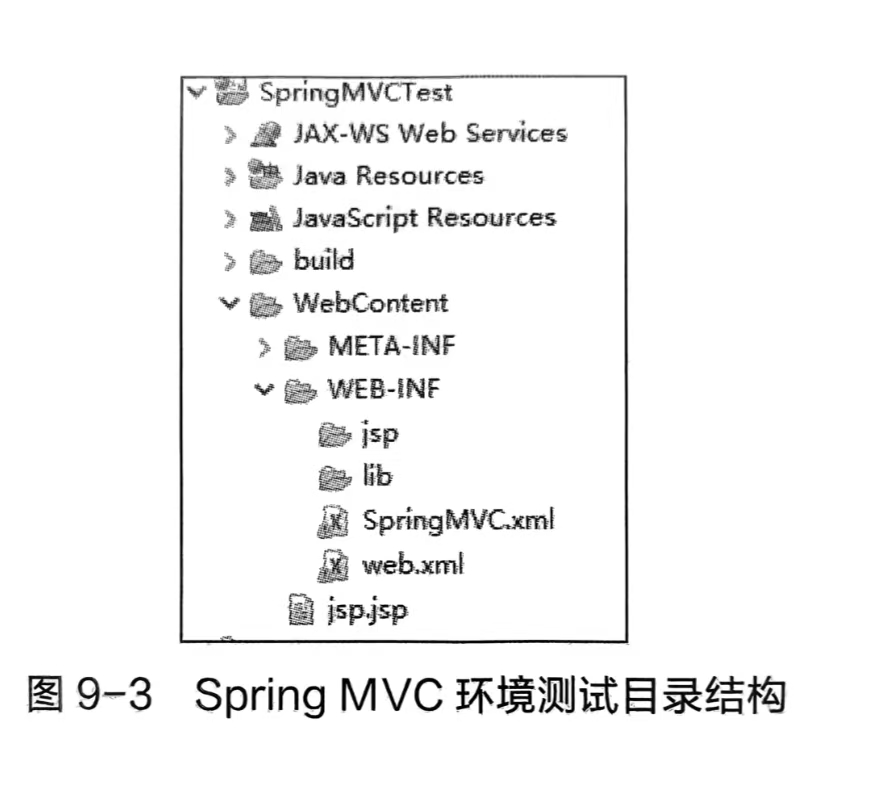 SpringMVCTest
JAX-WS Web Services
Java Resources
JavaScript Resources
build
WebContent
META-INF
WEB-INF
jsp
lib
SpringMVC.xml
web.xml
jsp.jsp
图 9-3 Spring MVC 环境测试目录结构